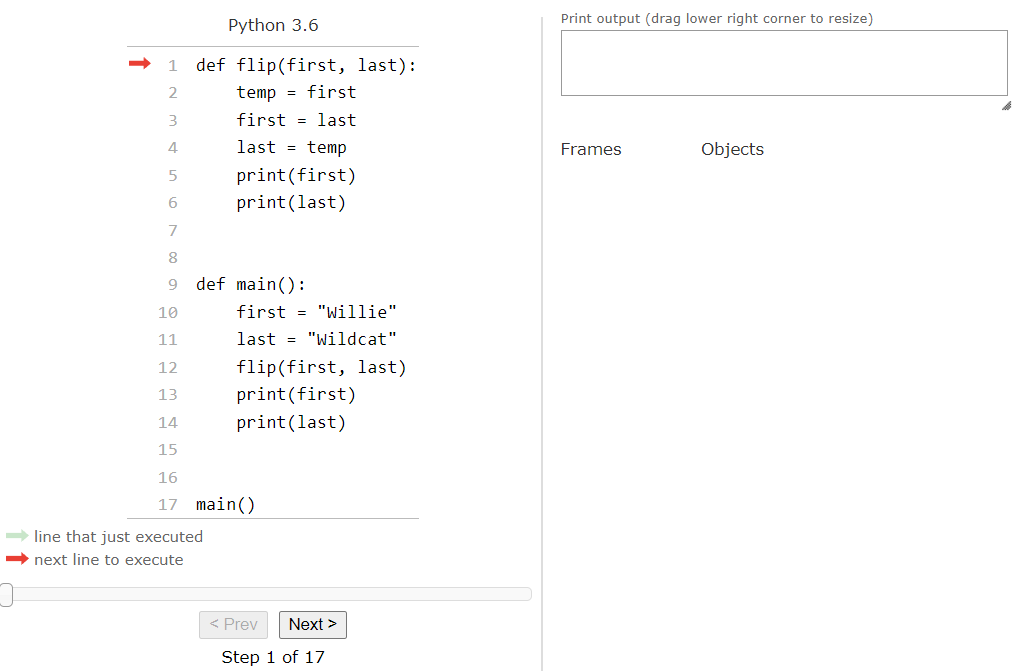 Python 3.6
1 def flip(first, last):
2     temp = first
3     first = last
4     last = temp
5     print(first)
6     print(last)
7
8
9 def main():
10     first = "Willie"
11     last = "Wildcat"
12     flip(first, last)
13     print(first)
14     print(last)
15
16
17 main()
line that just executed
next line to execute
< Prev Next >
Step 1 of 17
Print output (drag lower right corner to resize)
Frames Objects